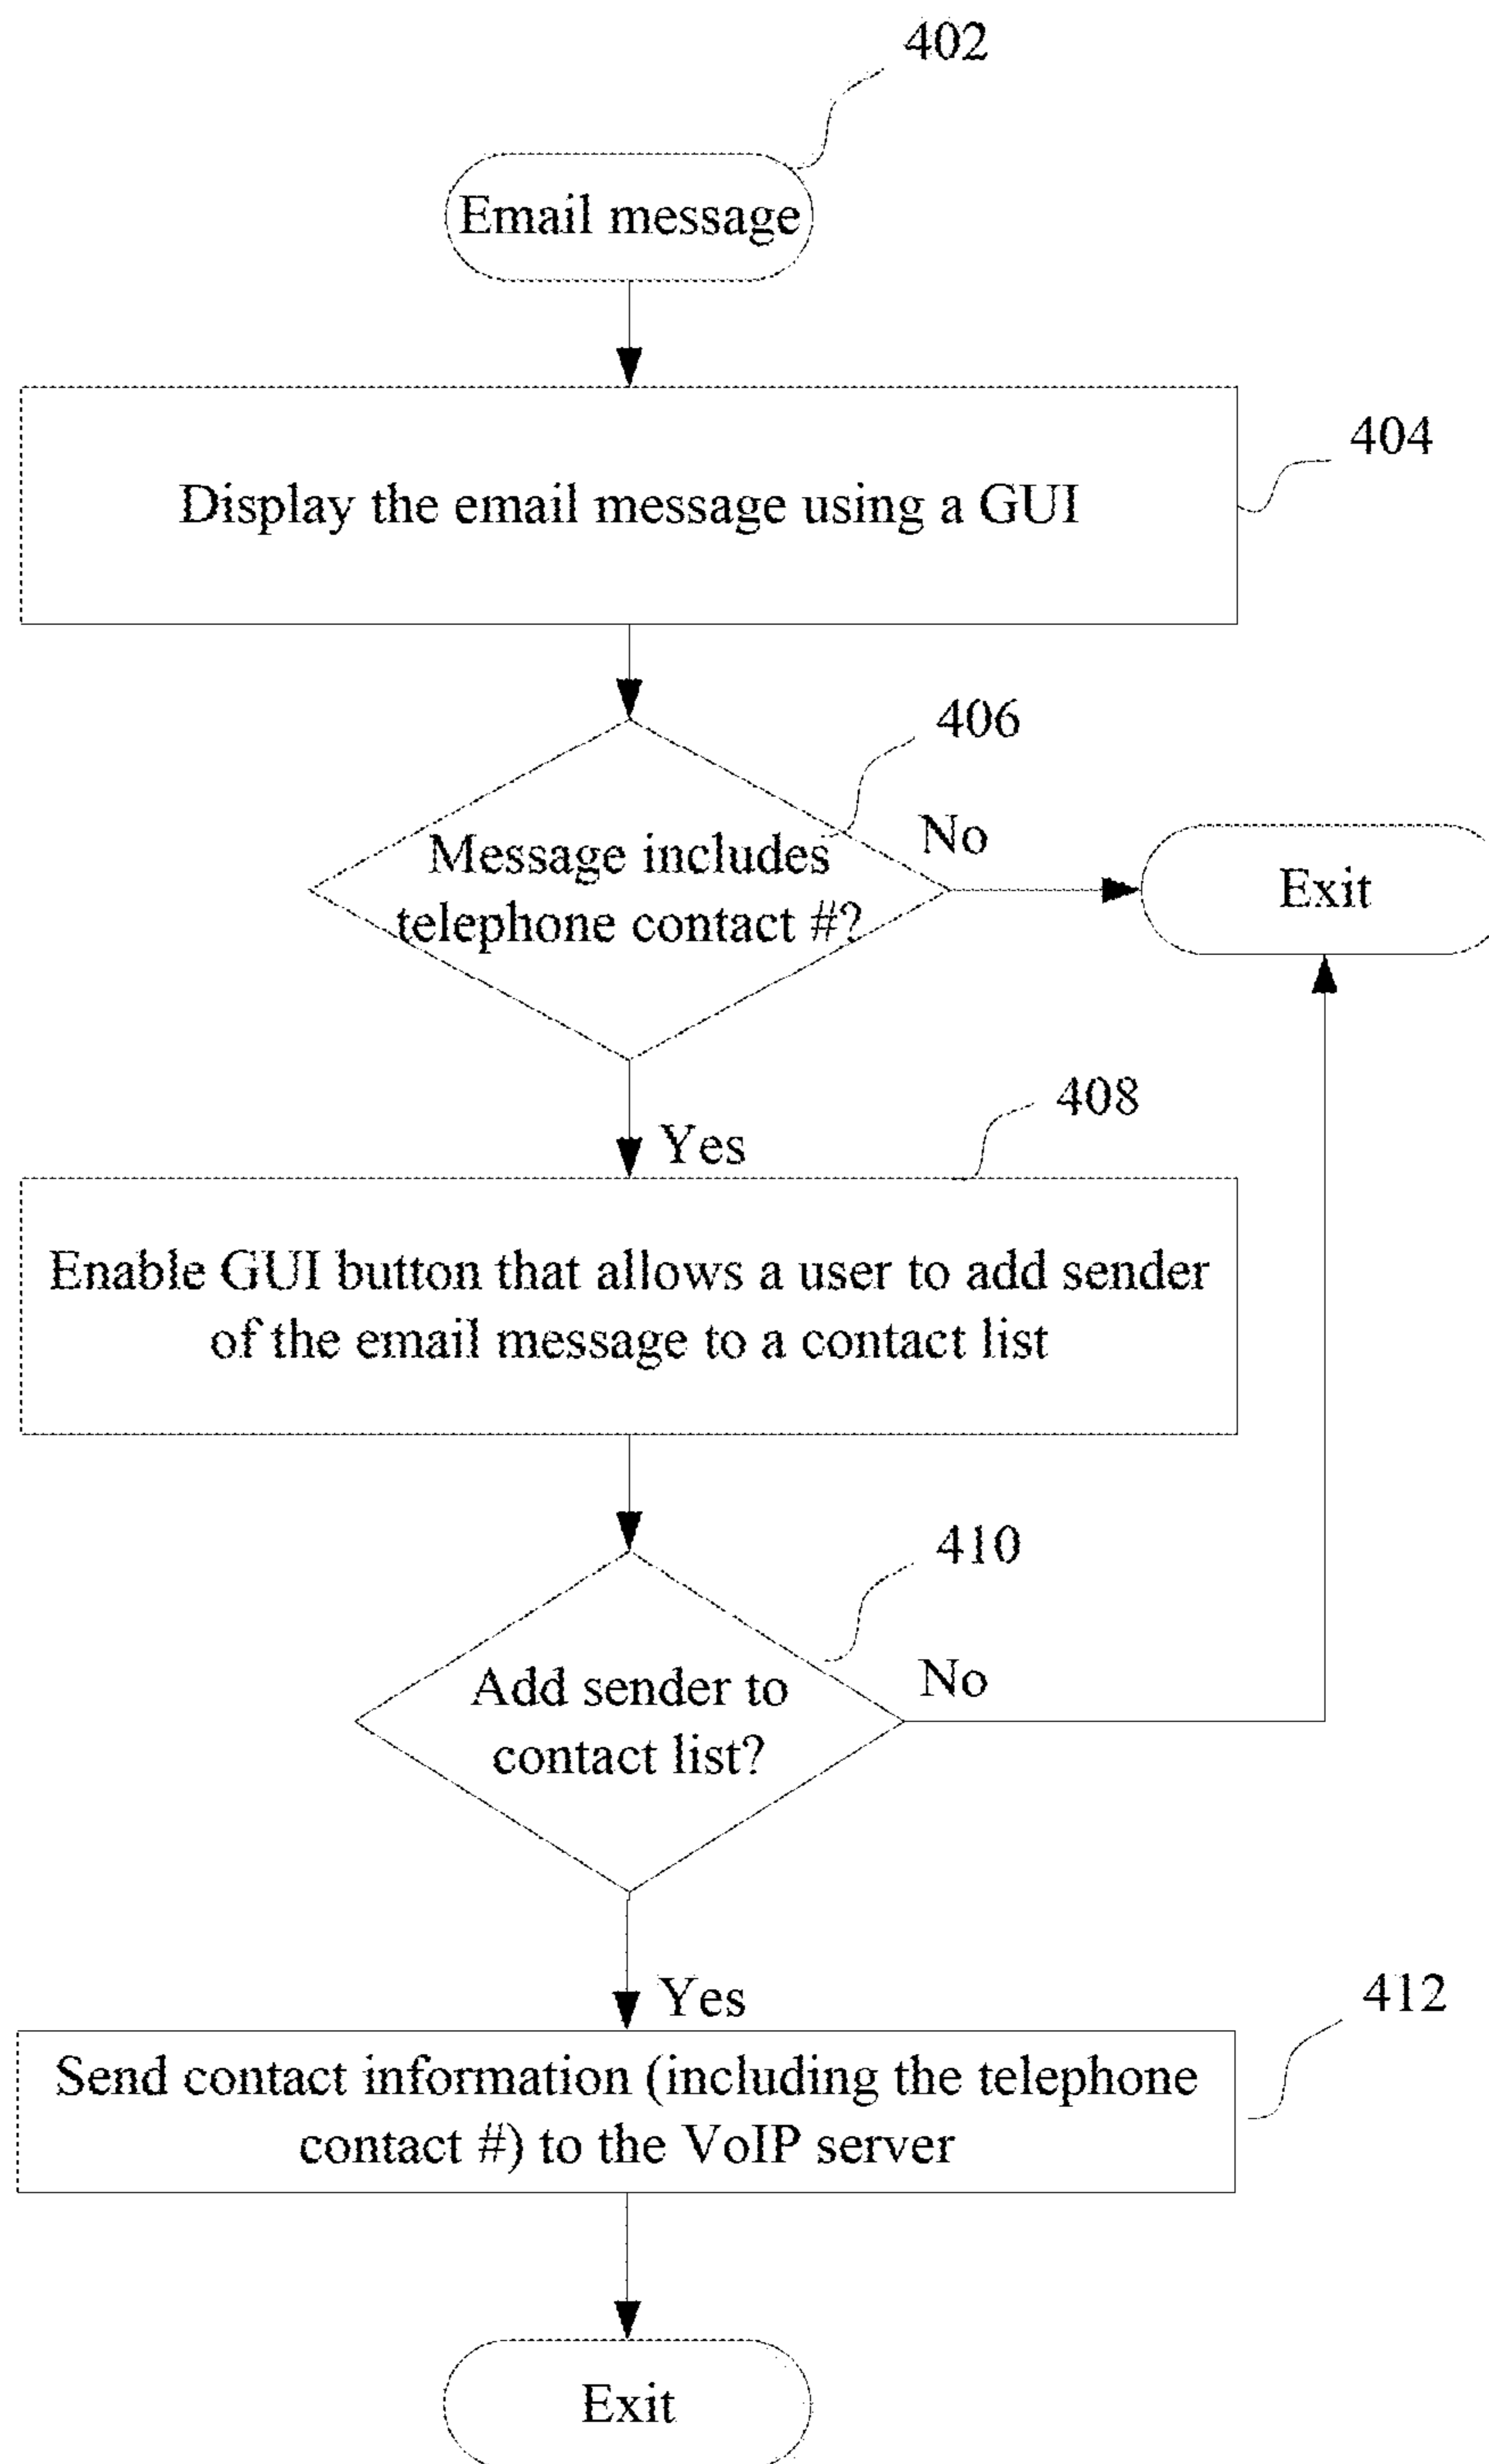 402
Email message
404
Display the email message using a GUI
406
Message includes
telephone contact #?
No
Exit
Yes
408
Enable GUI button that allows a user to add sender
of the email message to a contact list
410
Add sender to
contact list?
No
Yes
412
Send contact information (including the telephone
contact #) to the VoIP server
Exit